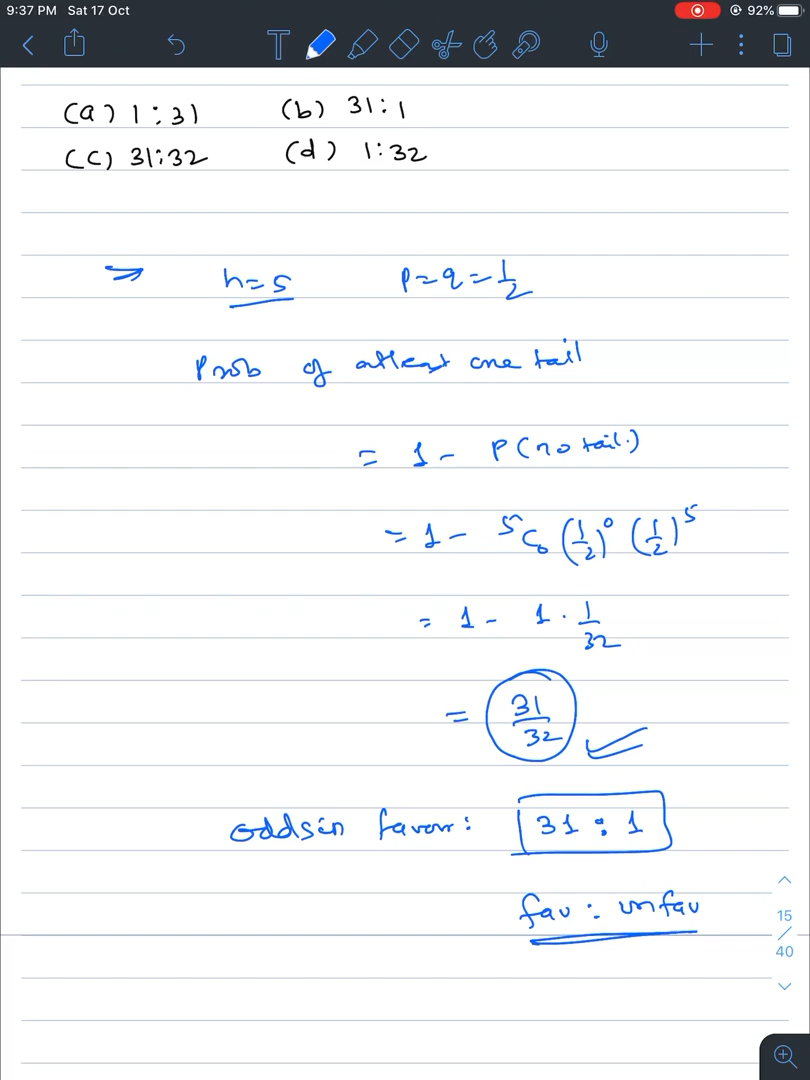 9:37 PM Sat 17 Oct
92%
(a) 1:31 (b) 31:1
(c) 31:32 (d) 1:32
⇒ n=5 p=q=1/2
Prob of atleast one tail
= 1 - P(no tail.)
= 1 - ⁵C₀ (1/2)⁰ (1/2)⁵
= 1 - 1 · 1/32
= 31/32
Odds in favour: 31 : 1
fav : unfav
15
/
40